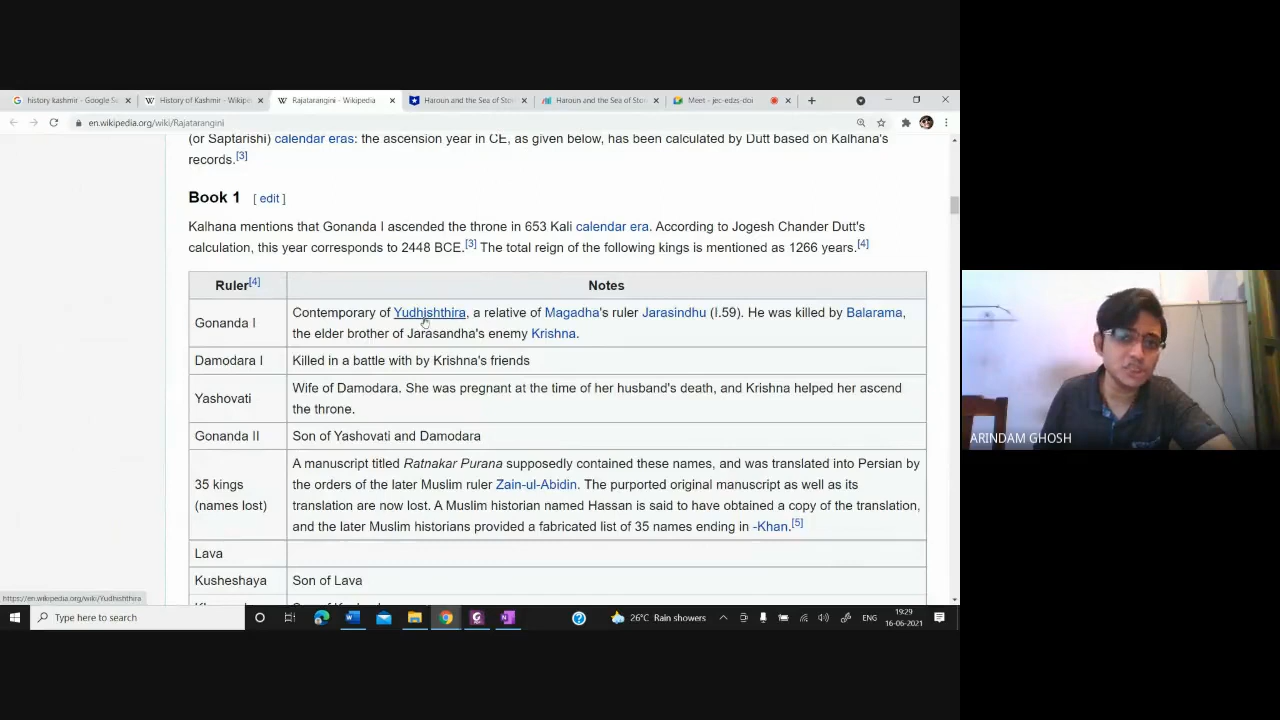 history kashmir - Google Se
History of Kashmir - Wikipe
Rajatarangini - Wikipedia
Haroun and the Sea of Stor
Haroun and the Sea of Stor
Meet - jec-edzs-doi
en.wikipedia.org/wiki/Rajatarangini
(or Saptarishi) calendar eras: the ascension year in CE, as given below, has been calculated by Dutt based on Kalhana's
records.[3]
Book 1 [ edit ]
Kalhana mentions that Gonanda I ascended the throne in 653 Kali calendar era. According to Jogesh Chander Dutt's
calculation, this year corresponds to 2448 BCE.[3] The total reign of the following kings is mentioned as 1266 years.[4]
Ruler[4] Notes
Gonanda I
Contemporary of Yudhishthira, a relative of Magadha's ruler Jarasindhu (I.59). He was killed by Balarama,
the elder brother of Jarasandha's enemy Krishna.
Damodara I Killed in a battle with by Krishna's friends
Yashovati
Wife of Damodara. She was pregnant at the time of her husband's death, and Krishna helped her ascend
the throne.
Gonanda II Son of Yashovati and Damodara
35 kings
(names lost)
A manuscript titled Ratnakar Purana supposedly contained these names, and was translated into Persian by
the orders of the later Muslim ruler Zain-ul-Abidin. The purported original manuscript as well as its
translation are now lost. A Muslim historian named Hassan is said to have obtained a copy of the translation,
and the later Muslim historians provided a fabricated list of 35 names ending in -Khan.[5]
Lava
Kusheshaya Son of Lava
https://en.wikipedia.org/wiki/Yudhishthira
Type here to search
26°C Rain showers
ENG
19:29
16-06-2021
ARINDAM GHOSH